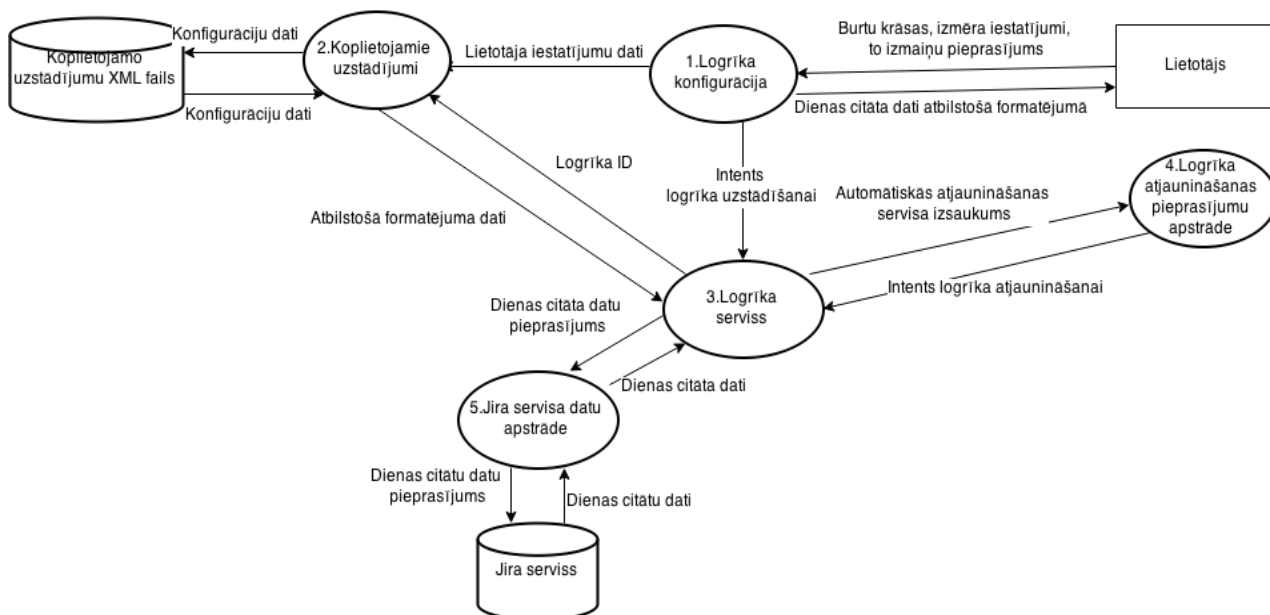 Konfigurāciju dati
Koplietojamo
uzstādījumu XML fails
Konfigurāciju dati
2.Koplietojamie
uzstādījumi
Lietotāja iestatījumu dati
1.Logrīka
konfigurācija
Burtu krāsas, izmēra iestatījumi,
to izmaiņu pieprasījums
Dienas citāta dati atbilstošā formatējumā
Lietotājs
Logrīka ID
Atbilstošā formatējuma dati
Intents
logrīka uzstādīšanai
Automātiskās atjaunināšanas
servisa izsaukums
4.Logrīka
atjaunināšanas
pieprasījumu
apstrāde
Intents logrīka atjaunināšanai
3.Logrīka
serviss
Dienas citāta datu
pieprasījums
Dienas citāta dati
5.Jira servisa datu
apstrāde
Dienas citātu datu
pieprasījums
Dienas citātu dati
Jira serviss